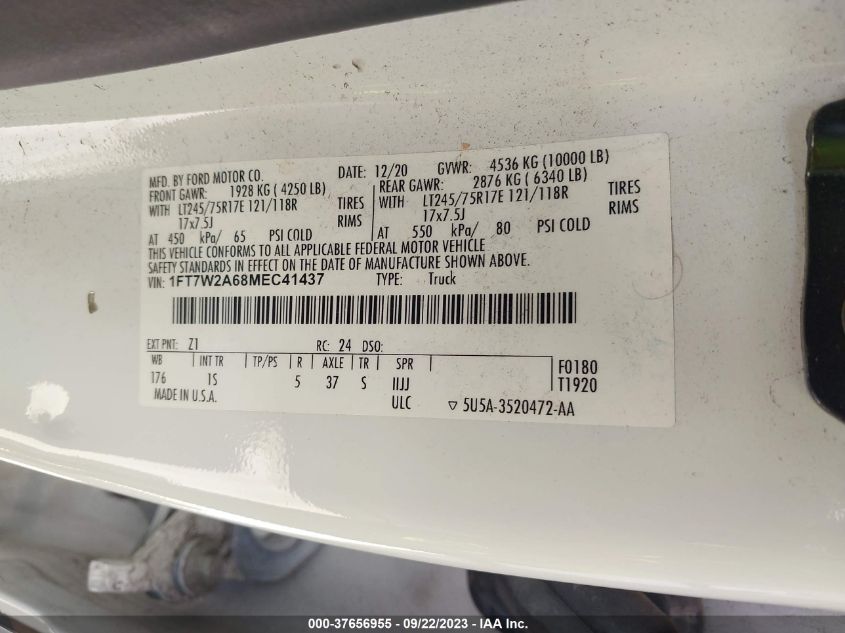 MFD. BY FORD MOTOR CO. DATE: 12/20 GVWR: 4536 KG (10000 LB)
FRONT GAWR: 1928 KG ( 4250 LB) REAR GAWR: 2876 KG ( 6340 LB)
WITH LT245/75R17E 121/118R TIRES WITH LT245/75R17E 121/118R TIRES
17x7.5J RIMS 17x7.5J RIMS
AT 450 kPa/ 65 PSI COLD AT 550 kPa/ 80 PSI COLD
THIS VEHICLE CONFORMS TO ALL APPLICABLE FEDERAL MOTOR VEHICLE
SAFETY STANDARDS IN EFFECT ON THE DATE OF MANUFACTURE SHOWN ABOVE.
VIN: 1FT7W2A68MEC41437 TYPE: Truck
EXT PNT: Z1 RC: 24 DSO:
WB INT TR TP/PS R AXLE TR SPR F0180
176 1S 5 37 S IIJJ T1920
MADE IN U.S.A. ULC ▽ 5U5A-3520472-AA
000-37656955 - 09/22/2023 - IAA Inc.